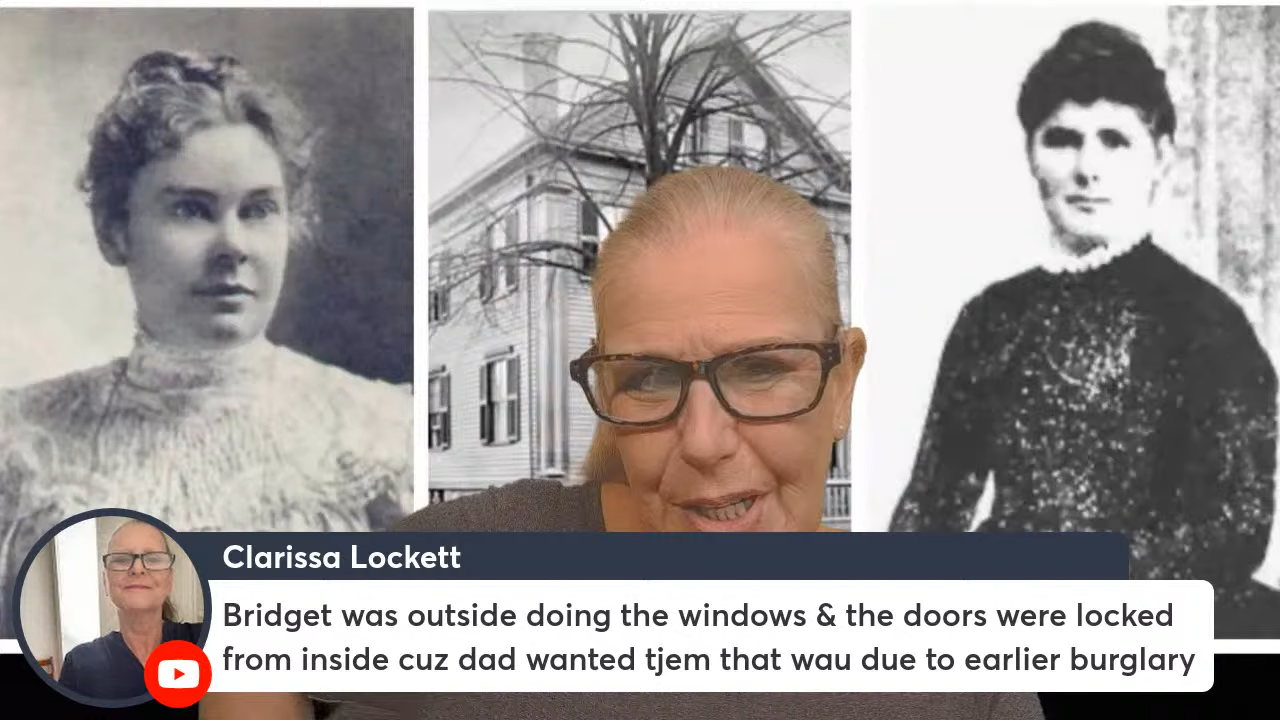 Clarissa Lockett
Bridget was outside doing the windows & the doors were locked
from inside cuz dad wanted tjem that wau due to earlier burglary